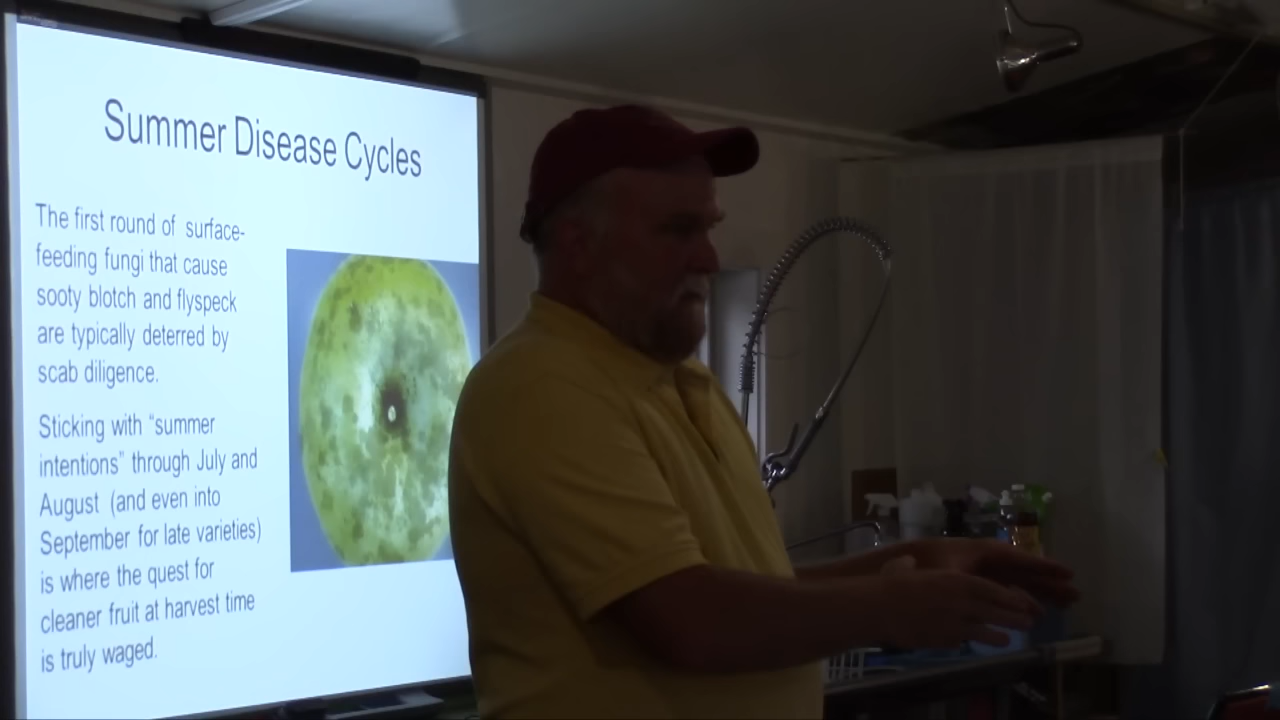 Summer Disease Cycles
The first round of surface-
feeding fungi that cause
sooty blotch and flyspeck
are typically deterred by
scab diligence.
Sticking with “summer
intentions” through July and
August (and even into
September for late varieties)
is where the quest for
cleaner fruit at harvest time
is truly waged.